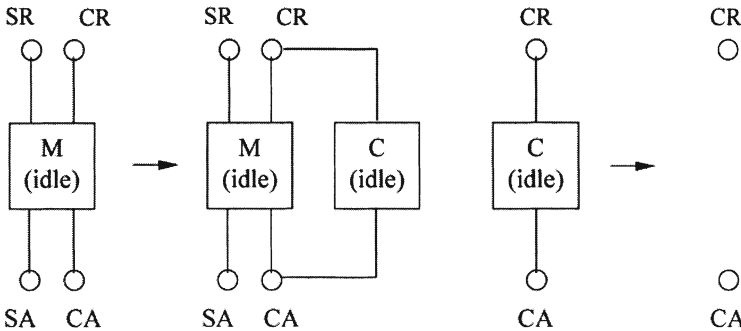 SR CR SR CR CR CR
M M C C
(idle) (idle) (idle) (idle)
SA CA SA CA CA CA